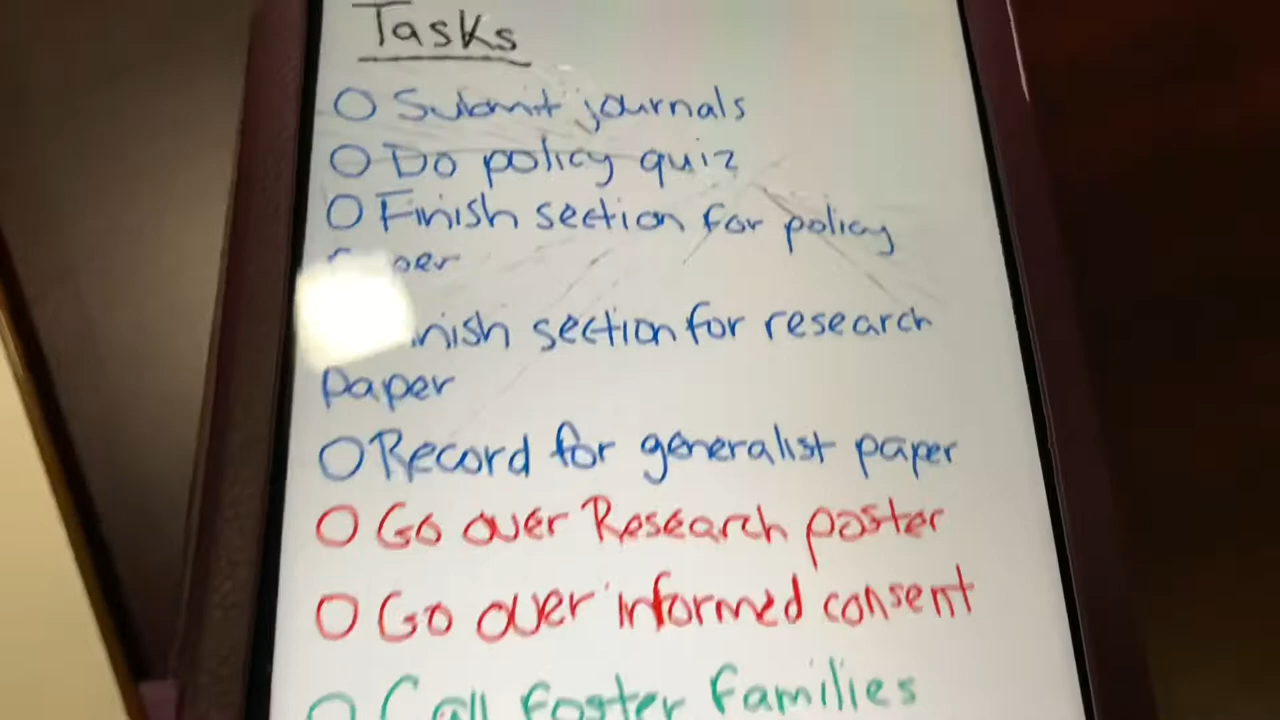 Tasks
O Submit journals
O Do policy quiz
O Finish section for policy
section for research
paper
O Record for generalist paper
O Go over Research poster
O Go over informed consent
O Call foster families